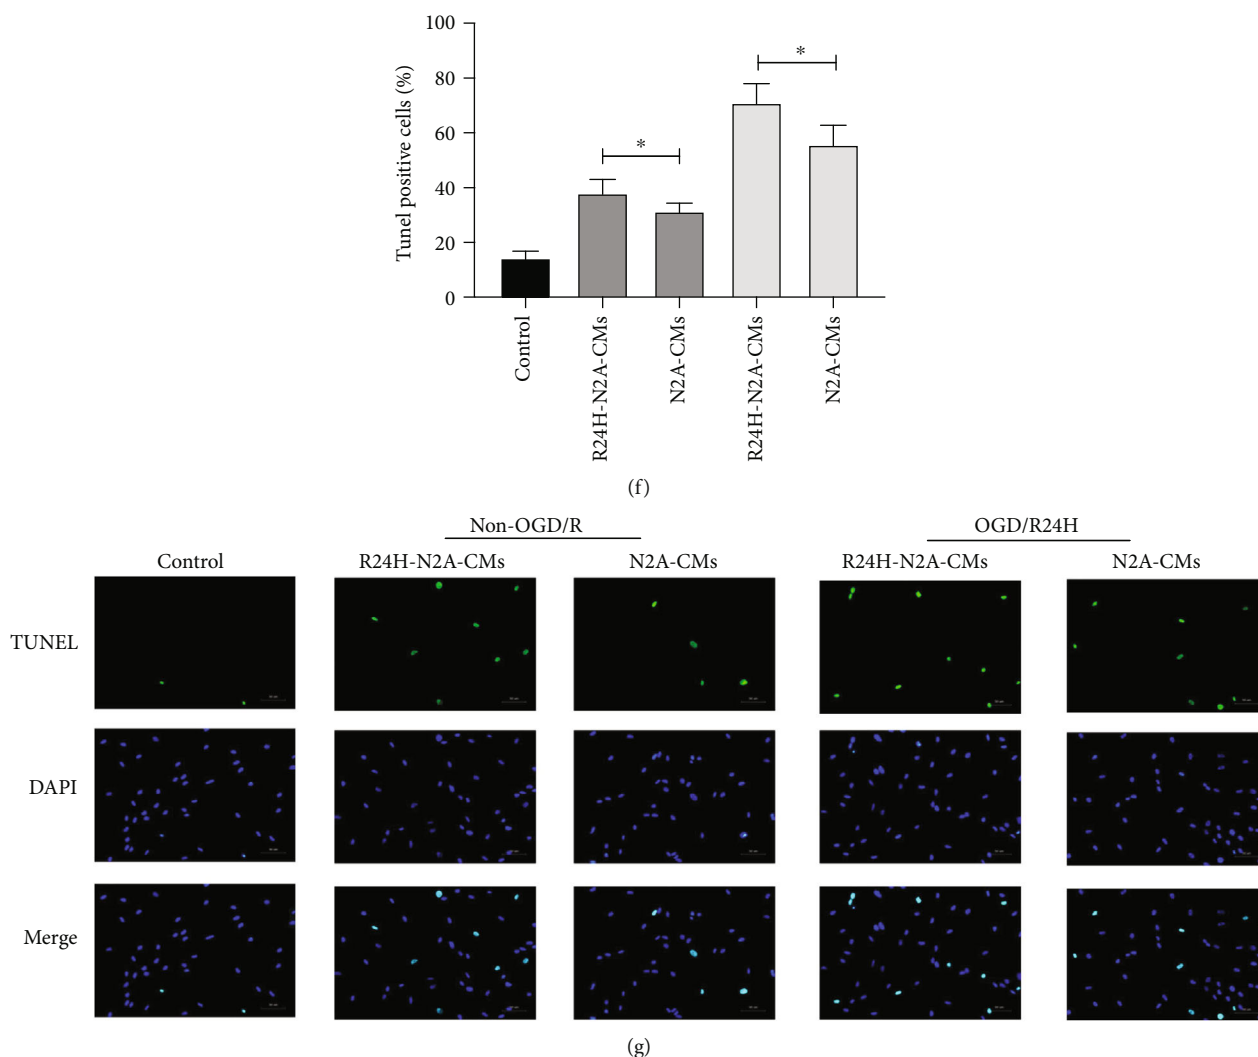 100
80
60
40
20
0
Tunel positive cells (%)
*
*
Control
R24H-N2A-CMs
N2A-CMs
R24H-N2A-CMs
N2A-CMs
(f)
Non-OGD/R
OGD/R24H
Control
R24H-N2A-CMs
N2A-CMs
R24H-N2A-CMs
N2A-CMs
TUNEL
DAPI
Merge
(g)